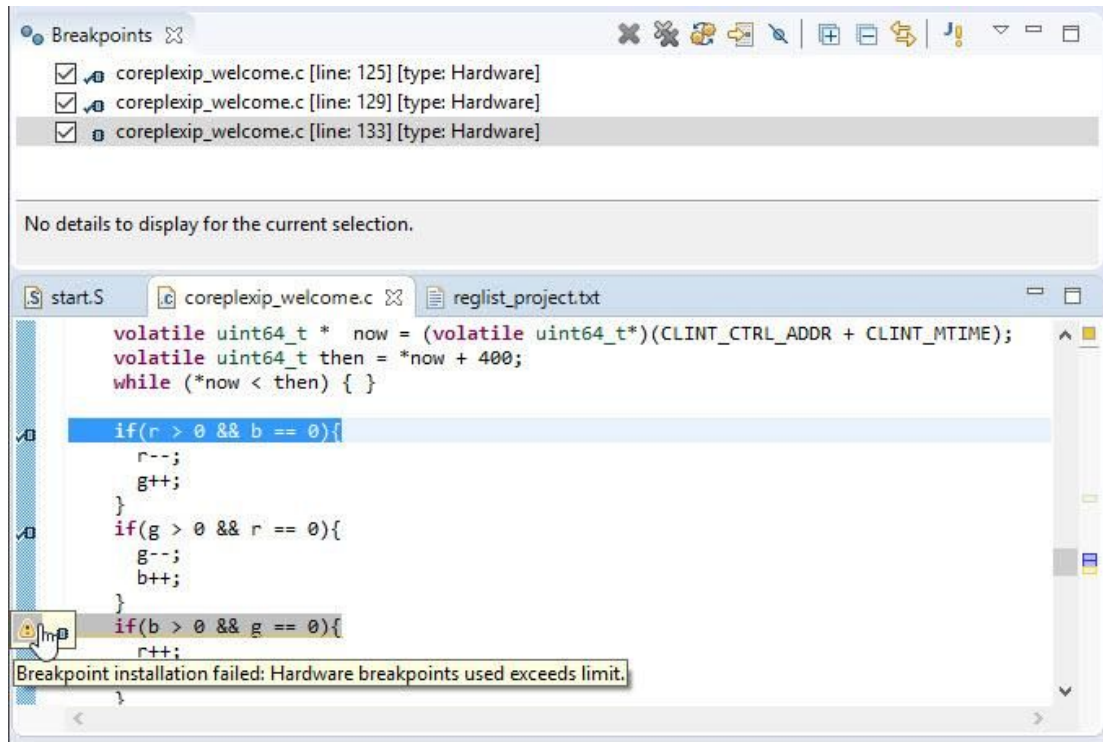 Breakpoints
coreplexip_welcome.c [line: 125] [type: Hardware]
coreplexip_welcome.c [line: 129] [type: Hardware]
coreplexip_welcome.c [line: 133] [type: Hardware]
No details to display for the current selection.
start.S coreplexip_welcome.c reglist_project.txt
volatile uint64_t *  now = (volatile uint64_t*)(CLINT_CTRL_ADDR + CLINT_MTIME);
volatile uint64_t then = *now + 400;
while (*now < then) { }
if(r > 0 && b == 0){
r--;
g++;
}
if(g > 0 && r == 0){
g--;
b++;
}
if(b > 0 && g == 0){
r++;
Breakpoint installation failed: Hardware breakpoints used exceeds limit.
}